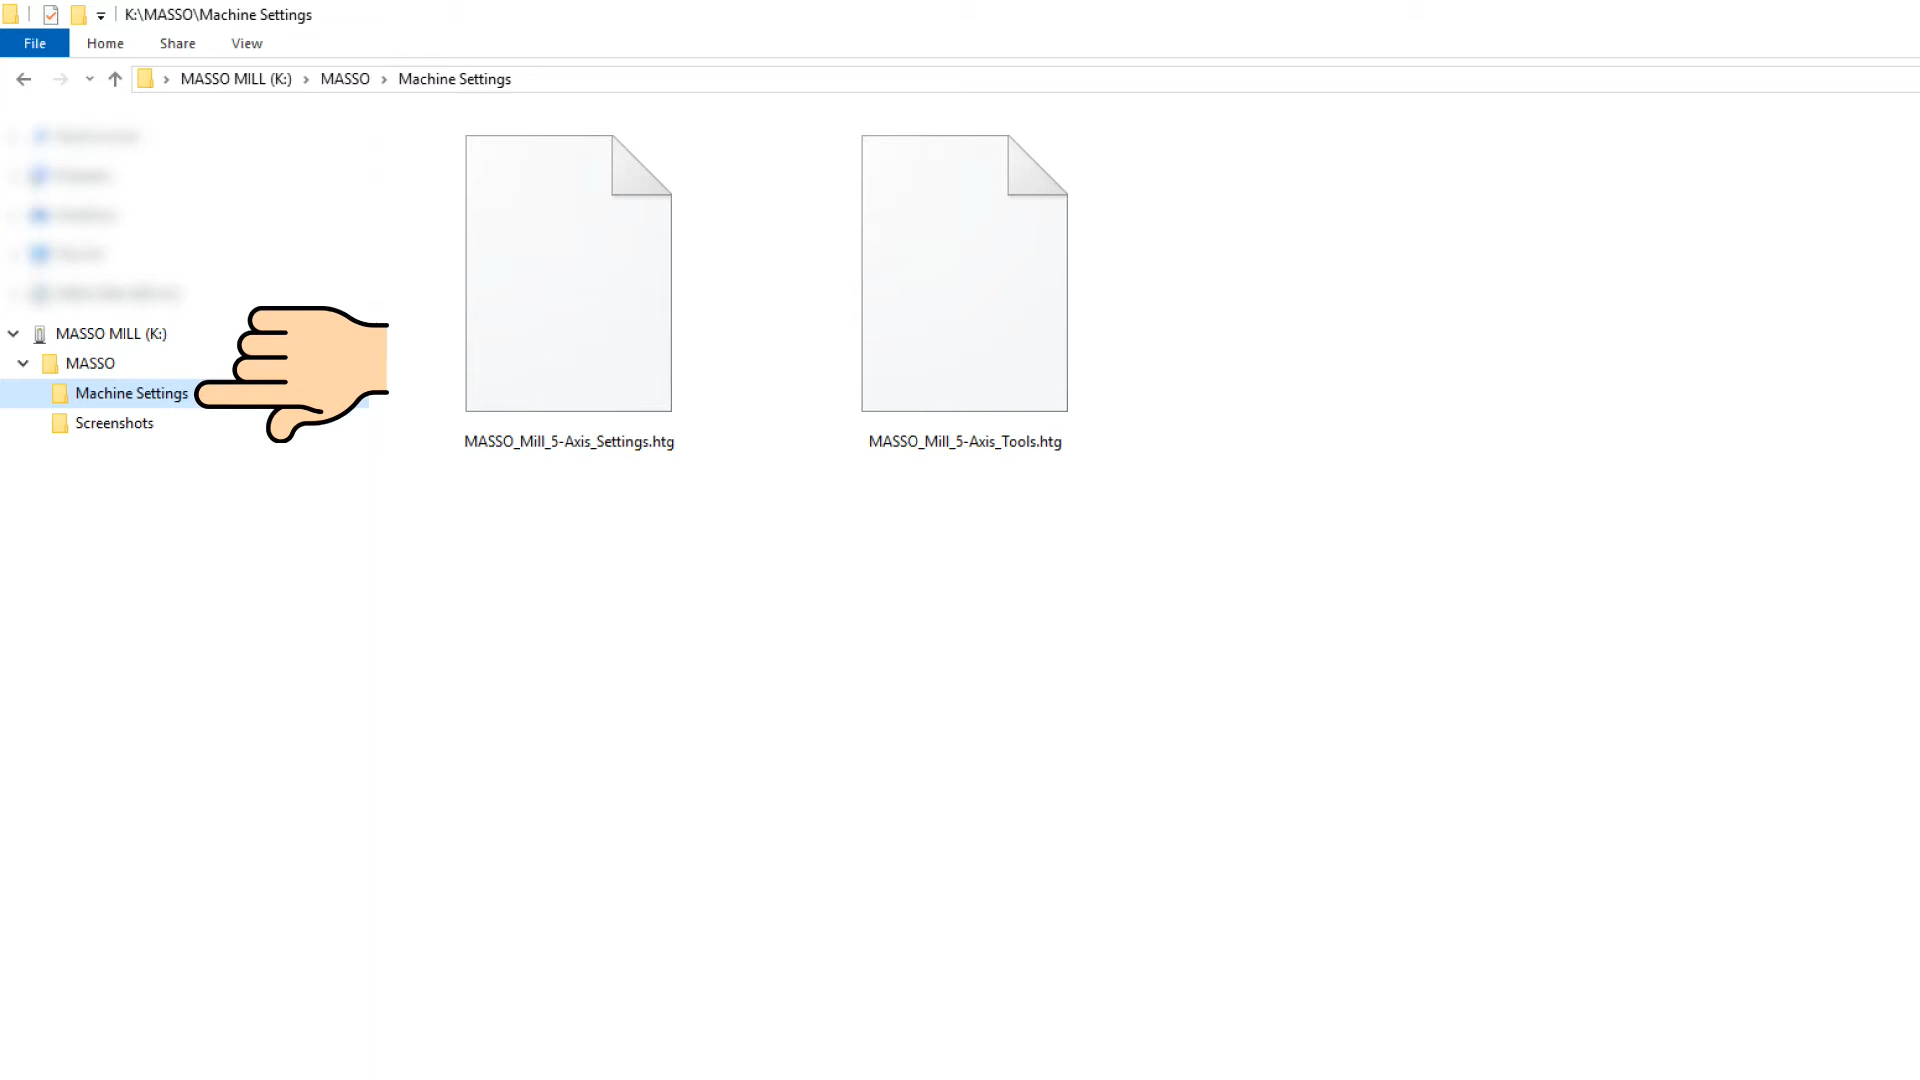 K:\MASSO\Machine Settings
File Home Share View
MASSO MILL (K:) > MASSO > Machine Settings
MASSO MILL (K:)
MASSO
Machine Settings
Screenshots
MASSO_Mill_5-Axis_Settings.htg
MASSO_Mill_5-Axis_Tools.htg